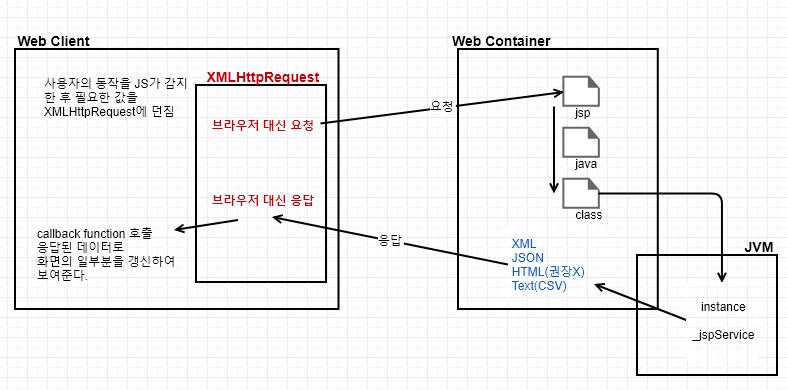 Web Client
사용자의 동작을 JS가 감지
한 후 필요한 값을
XMLHttpRequest에 던짐
XMLHttpRequest
브라우저 대신 요청
브라우저 대신 응답
callback function 호출
응답된 데이터로
화면의 일부분을 갱신하여
보여준다.
요청
응답
Web Container
jsp
java
class
XML
JSON
HTML(권장X)
Text(CSV)
JVM
instance
_jspService